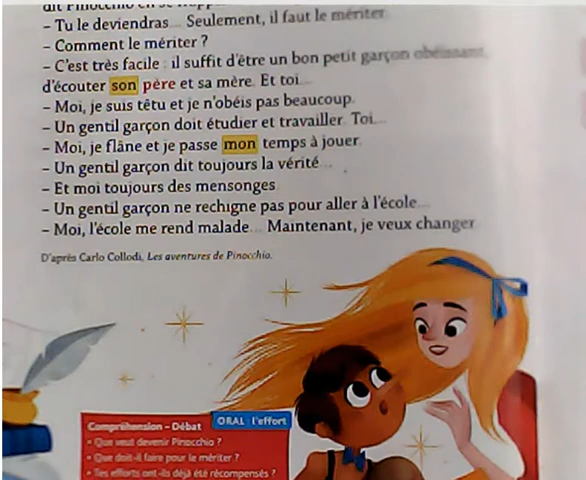 dit Pinocchio en se
– Tu le deviendras... Seulement, il faut le mériter.
– Comment le mériter ?
– C'est très facile : il suffit d'être un bon petit garçon obéissant,
d'écouter son père et sa mère. Et toi...
– Moi, je suis têtu et je n'obéis pas beaucoup.
– Un gentil garçon doit étudier et travailler. Toi...
– Moi, je flâne et je passe mon temps à jouer.
– Un gentil garçon dit toujours la vérité...
– Et moi toujours des mensonges.
– Un gentil garçon ne rechigne pas pour aller à l'école...
– Moi, l'école me rend malade... Maintenant, je veux changer.
D'après Carlo Collodi, Les aventures de Pinocchio.
Compréhension – Débat
ORAL : l'effort
• Que veut devenir Pinocchio ?
• Que doit-il faire pour le mériter ?
• Tes efforts ont-ils déjà été récompensés ?